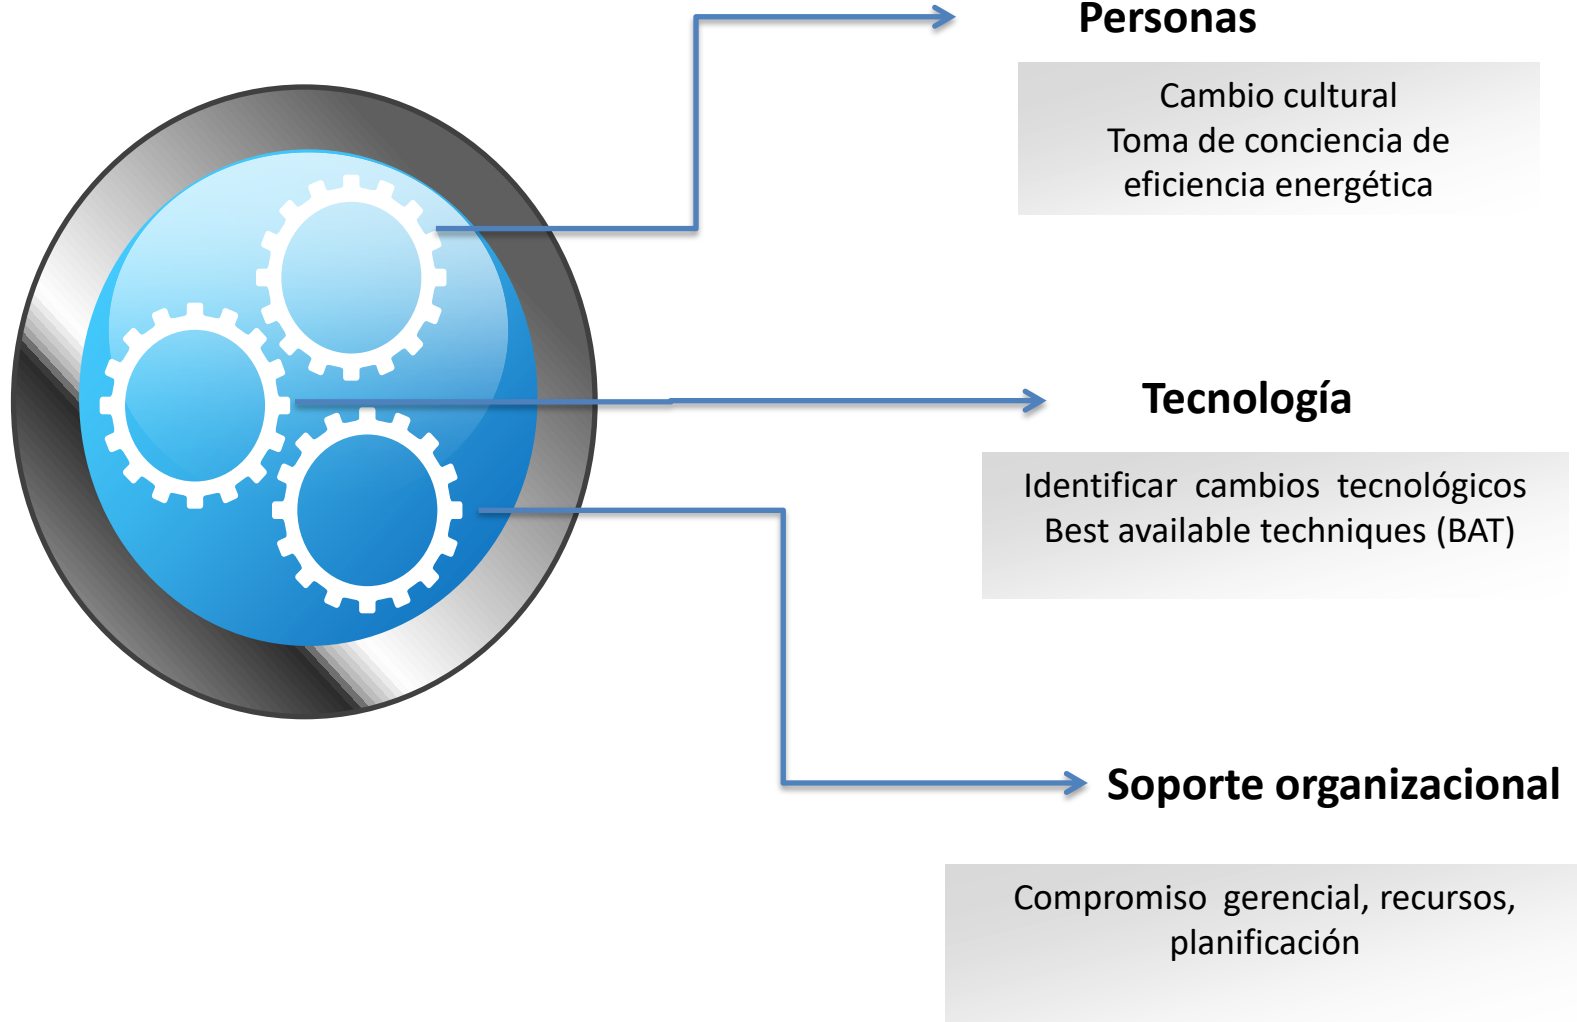 Personas
Cambio cultural
Toma de conciencia de
eficiencia energética
Tecnología
Identificar cambios tecnológicos
Best available techniques (BAT)
Soporte organizacional
Compromiso gerencial, recursos,
planificación